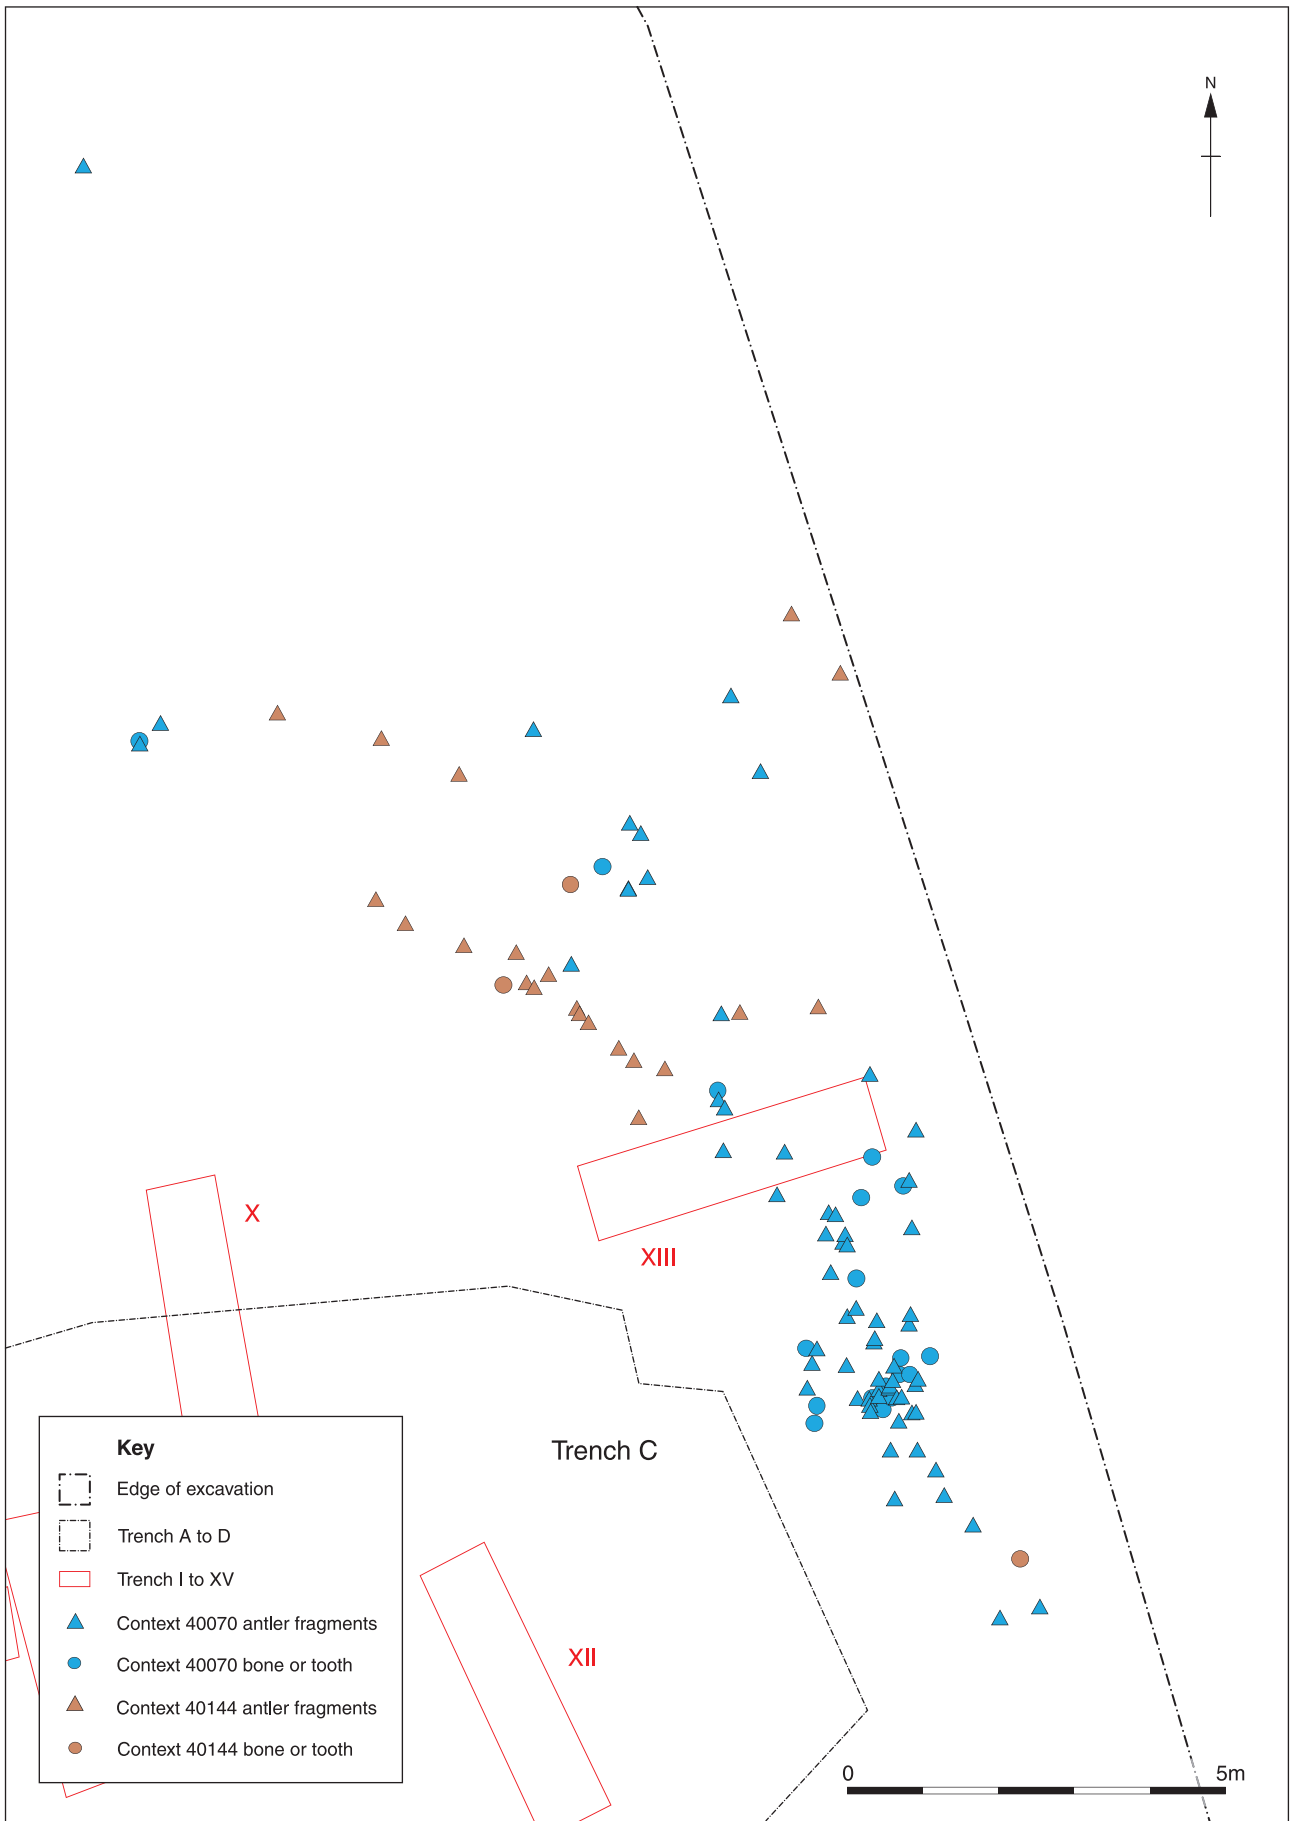 N
X
XIII
Trench C
XII
Key
Edge of excavation
Trench A to D
Trench I to XV
Context 40070 antler fragments
Context 40070 bone or tooth
Context 40144 antler fragments
Context 40144 bone or tooth
0 5m